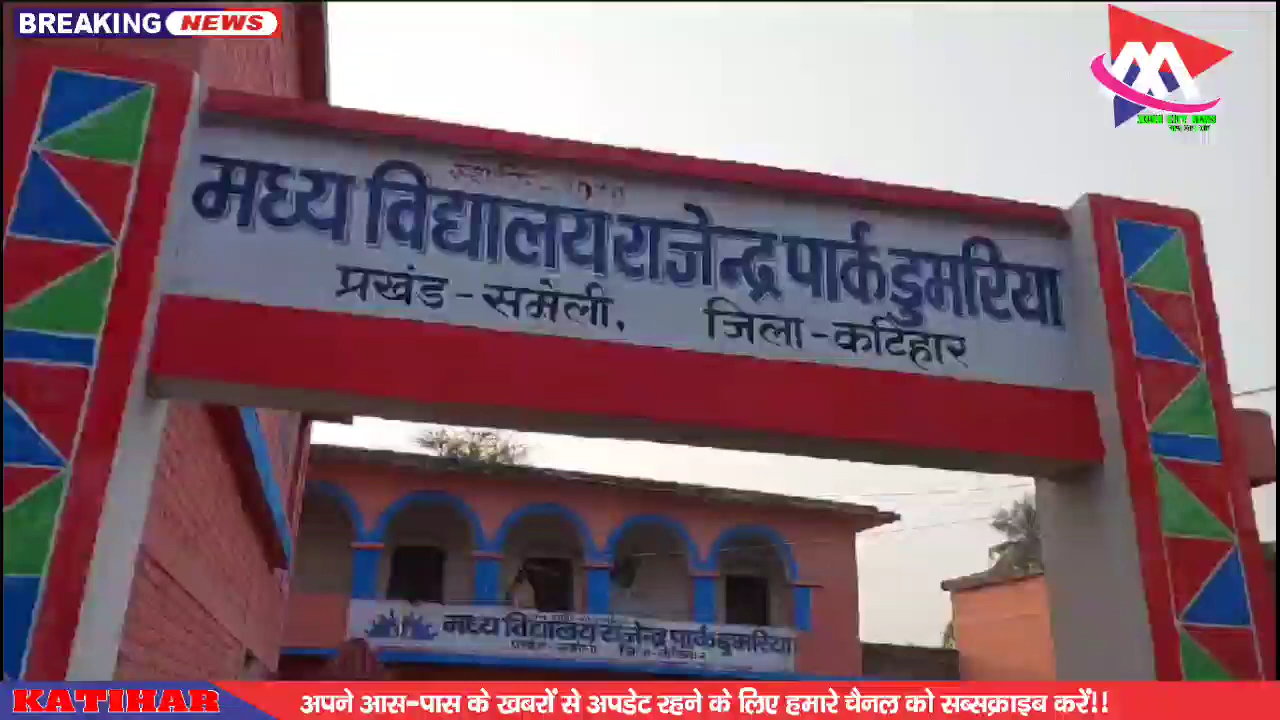 BREAKING NEWS
मध्य विद्यालय राजेन्द्र पार्क डुमरिया
प्रखंड - समेली, जिला - कटिहार
मध्य विद्यालय राजेन्द्र पार्क डुमरिया
KATIHAR
अपने आस-पास के खबरों से अपडेट रहने के लिए हमारे चैनल को सब्सक्राइब करें!!